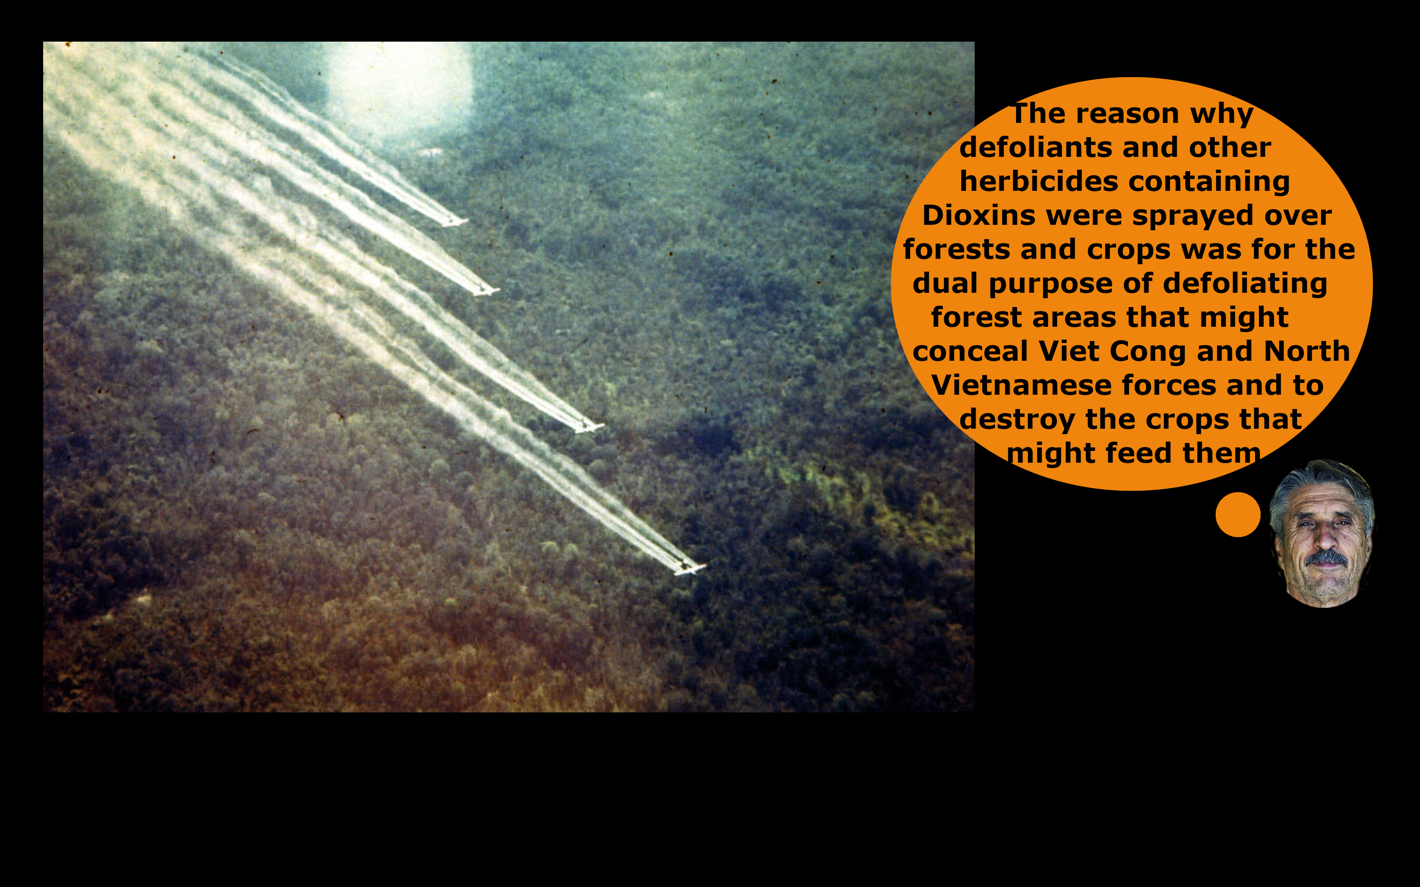 The reason why
defoliants and other
herbicides containing
Dioxins were sprayed over
forests and crops was for the
dual purpose of defoliating
forest areas that might
conceal Viet Cong and North
Vietnamese forces and to
destroy the crops that
might feed them